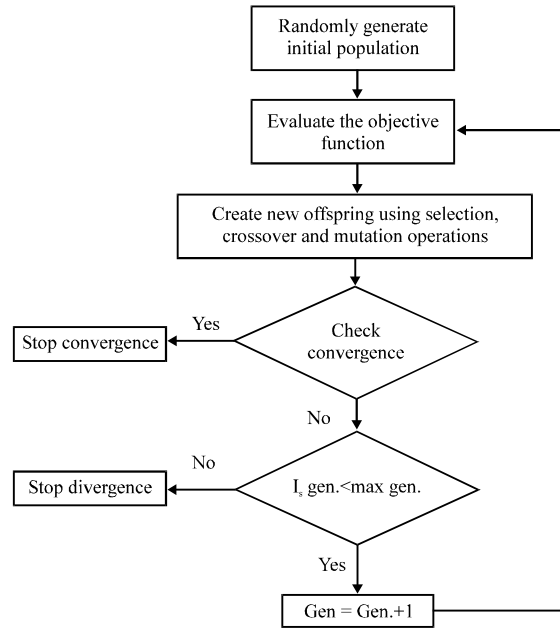 Randomly generate
initial population
Evaluate the objective
function
Create new offspring using selection,
crossover and mutation operations
Yes
Check
convergence
Stop convergence
No
No
Is gen.<max gen.
Stop divergence
Yes
Gen = Gen.+1